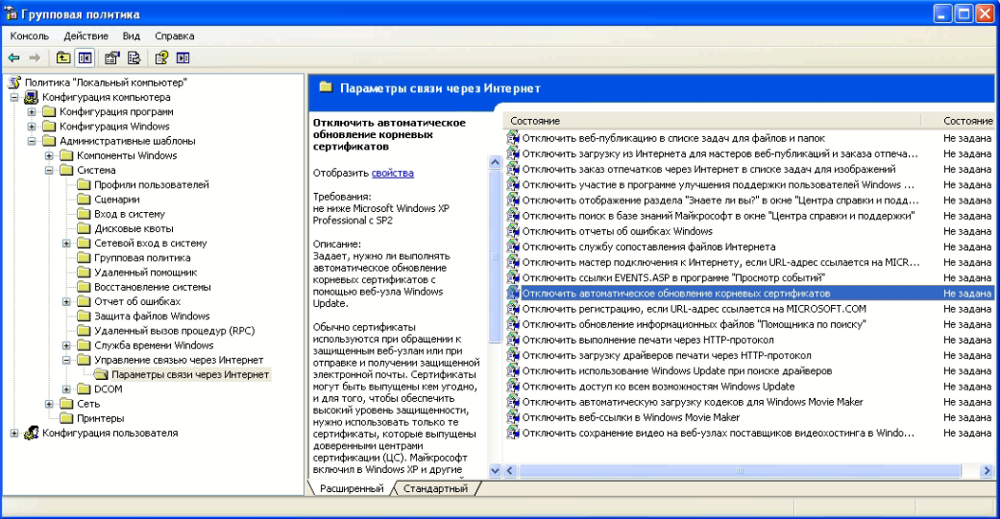 Групповая политика
Консоль Действие Вид Справка
Политика "Локальный компьютер"
Конфигурация компьютера
Конфигурация программ
Конфигурация Windows
Административные шаблоны
Компоненты Windows
Система
Профили пользователей
Сценарии
Вход в систему
Дисковые квоты
Сетевой вход в систему
Групповая политика
Удаленный помощник
Восстановление системы
Отчет об ошибках
Защита файлов Windows
Удаленный вызов процедур (RPC)
Служба времени Windows
Управление связью через Интернет
Параметры связи через Интернет
DCOM
Сеть
Принтеры
Конфигурация пользователя
Параметры связи через Интернет
Отключить автоматическое
обновление корневых
сертификатов
Отобразить свойства
Требования:
не ниже Microsoft Windows XP
Professional с SP2
Описание:
Задает, нужно ли выполнять
автоматическое обновление
корневых сертификатов с
помощью веб-узла Windows
Update.
Обычно сертификаты
используются при обращении к
защищенным веб-узлам или при
отправке и получении защищенной
электронной почты. Сертификаты
могут быть выпущены кем угодно,
и для того, чтобы обеспечить
высокий уровень защищенности,
нужно использовать только те
сертификаты, которые выпущены
доверенными центрами
сертификации (ЦС). Майкрософт
включил в Windows XP и другие
Состояние Состояние
Отключить веб-публикацию в списке задач для файлов и папок Не задана
Отключить загрузку из Интернета для мастеров веб-публикаций и заказа отпеча... Не задана
Отключить заказ отпечатков через Интернет в списке задач для изображений Не задана
Отключить участие в программе улучшения поддержки пользователей Windows ... Не задана
Отключить отображение раздела "Знаете ли вы?" в окне "Центра справки и подд... Не задана
Отключить поиск в базе знаний Майкрософт в окне "Центра справки и поддержки" Не задана
Отключить отчеты об ошибках Windows Не задана
Отключить службу сопоставления файлов Интернета Не задана
Отключить мастер подключения к Интернету, если URL-адрес ссылается на MICR... Не задана
Отключить ссылки EVENTS.ASP в программе "Просмотр событий" Не задана
Отключить автоматическое обновление корневых сертификатов Не задана
Отключить регистрацию, если URL-адрес ссылается на MICROSOFT.COM Не задана
Отключить обновление информационных файлов "Помощника по поиску" Не задана
Отключить выполнение печати через HTTP-протокол Не задана
Отключить загрузку драйверов печати через HTTP-протокол Не задана
Отключить использование Windows Update при поиске драйверов Не задана
Отключить доступ ко всем возможностям Windows Update Не задана
Отключить автоматическую загрузку кодеков для Windows Movie Maker Не задана
Отключить веб-ссылки в Windows Movie Maker Не задана
Отключить сохранение видео на веб-узлах поставщиков видеохостинга в Windo... Не задана
Расширенный Стандартный